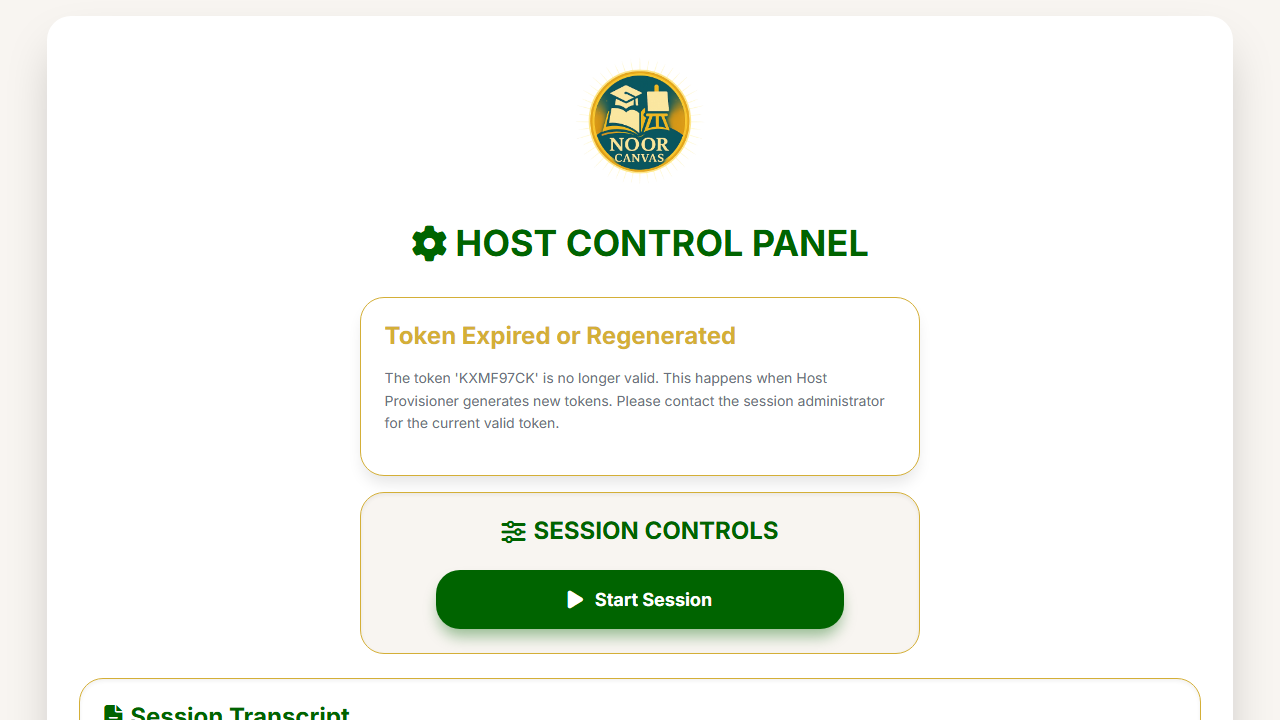 NOOR
CANVAS
HOST CONTROL PANEL
Token Expired or Regenerated
The token 'KXMF97CK' is no longer valid. This happens when Host
Provisioner generates new tokens. Please contact the session administrator
for the current valid token.
SESSION CONTROLS
Start Session
Session Transcript